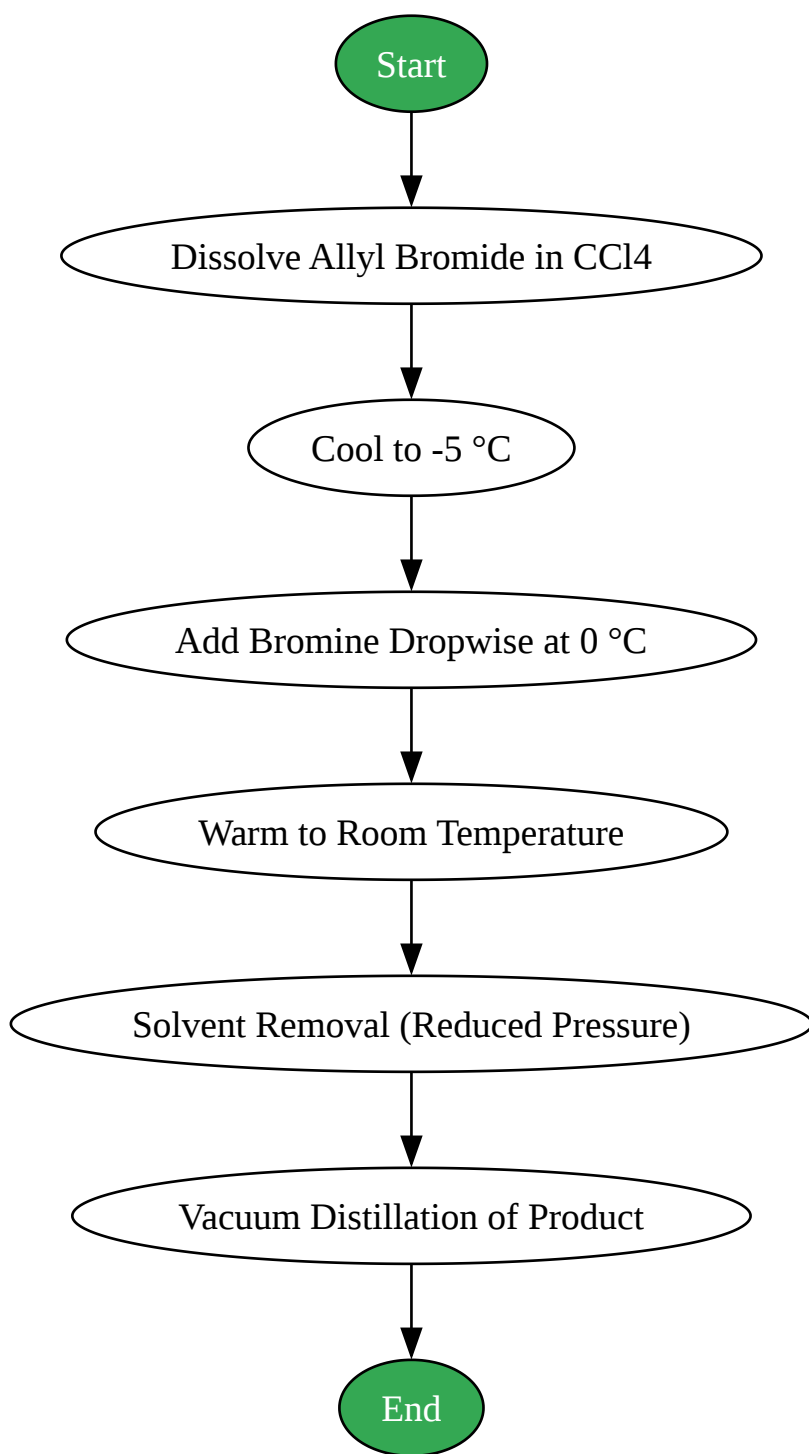 Start
Dissolve Allyl Bromide in CCl4
Cool to -5 °C
Add Bromine Dropwise at 0 °C
Warm to Room Temperature
Solvent Removal (Reduced Pressure)
Vacuum Distillation of Product
End